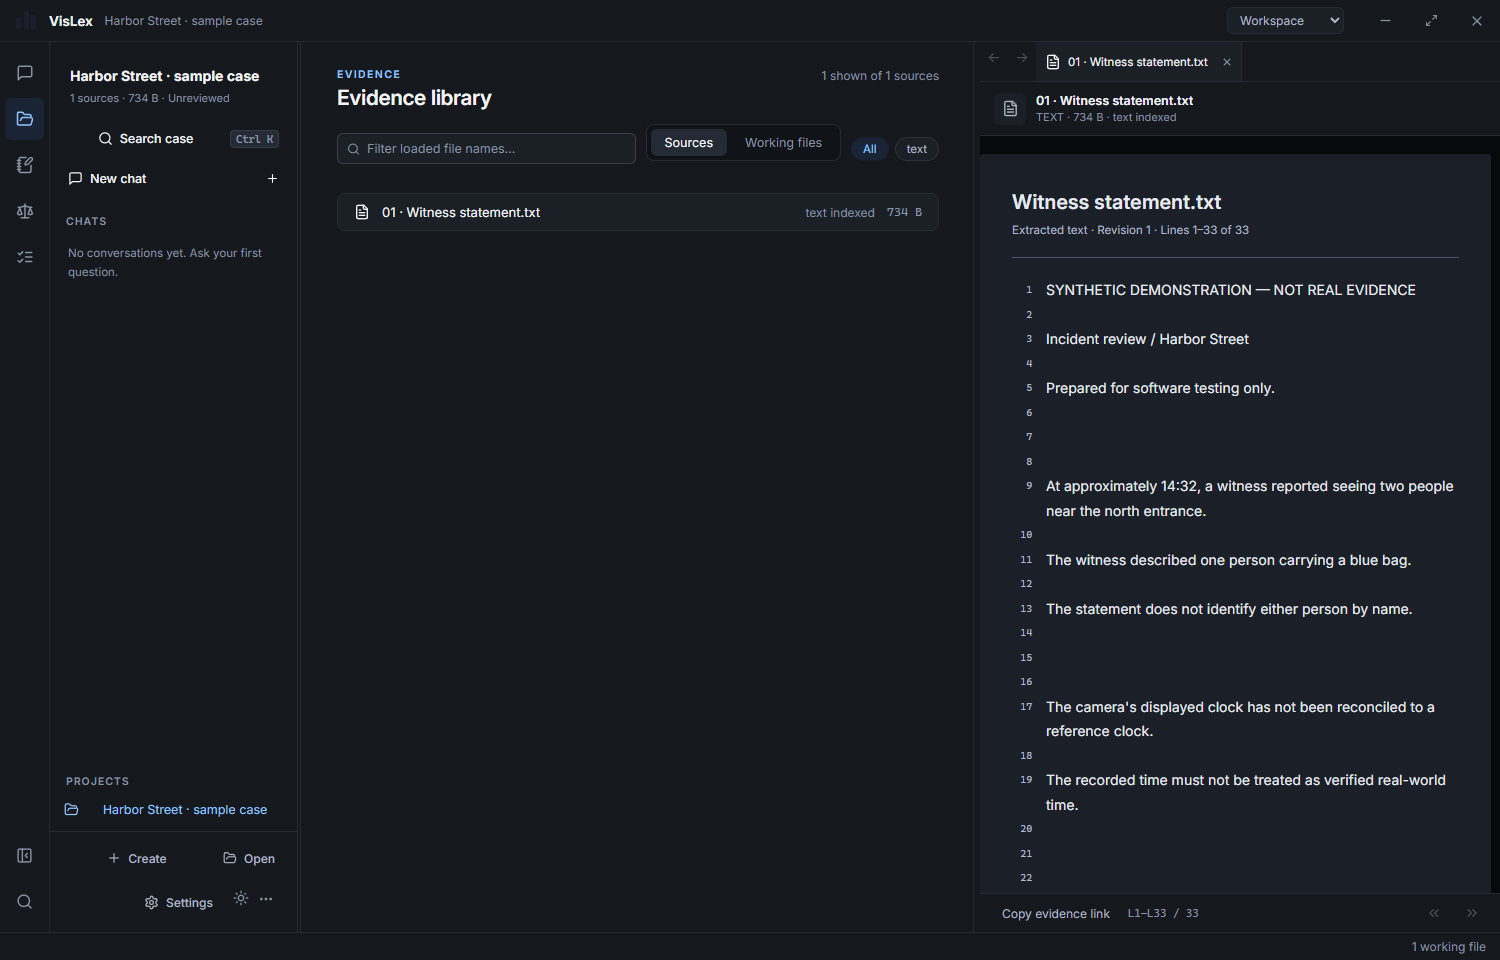 VisLex Harbor Street · sample case
Workspace
Harbor Street · sample case
1 sources · 734 B · Unreviewed
Search case Ctrl K
New chat
CHATS
No conversations yet. Ask your first
question.
PROJECTS
Harbor Street · sample case
Create Open
Settings
EVIDENCE
1 shown of 1 sources
Evidence library
Filter loaded file names...
Sources Working files
All text
01 · Witness statement.txt text indexed 734 B
01 · Witness statement.txt
01 · Witness statement.txt
TEXT · 734 B · text indexed
Witness statement.txt
Extracted text · Revision 1 · Lines 1–33 of 33
1 SYNTHETIC DEMONSTRATION — NOT REAL EVIDENCE
2
3 Incident review / Harbor Street
4
5 Prepared for software testing only.
6
7
8
9 At approximately 14:32, a witness reported seeing two people
near the north entrance.
10
11 The witness described one person carrying a blue bag.
12
13 The statement does not identify either person by name.
14
15
16
17 The camera's displayed clock has not been reconciled to a
reference clock.
18
19 The recorded time must not be treated as verified real-world
time.
20
21
22
Copy evidence link L1–L33 / 33
1 working file